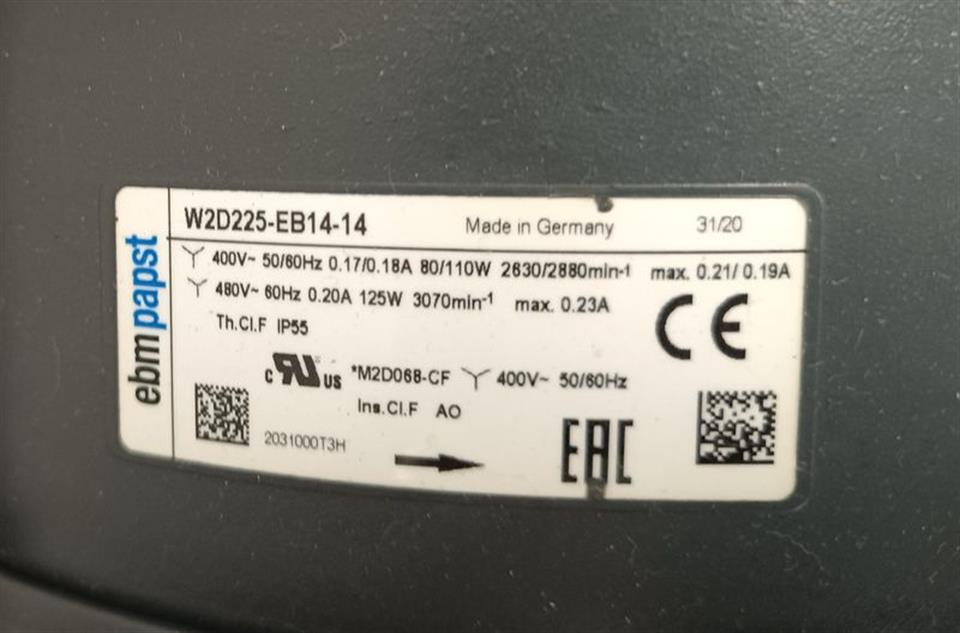 ebmpapst
W2D225-EB14-14 Made in Germany 31/20
400V~ 50/60Hz 0.17/0.18A 80/110W 2630/2880min-1 max. 0.21/ 0.19A
480V~ 60Hz 0.20A 125W 3070min-1 max. 0.23A
Th.Cl.F IP55
CE
c RU US *M2D068-CF 400V~ 50/60Hz
Ins.Cl.F AO
2031000T3H
EAC